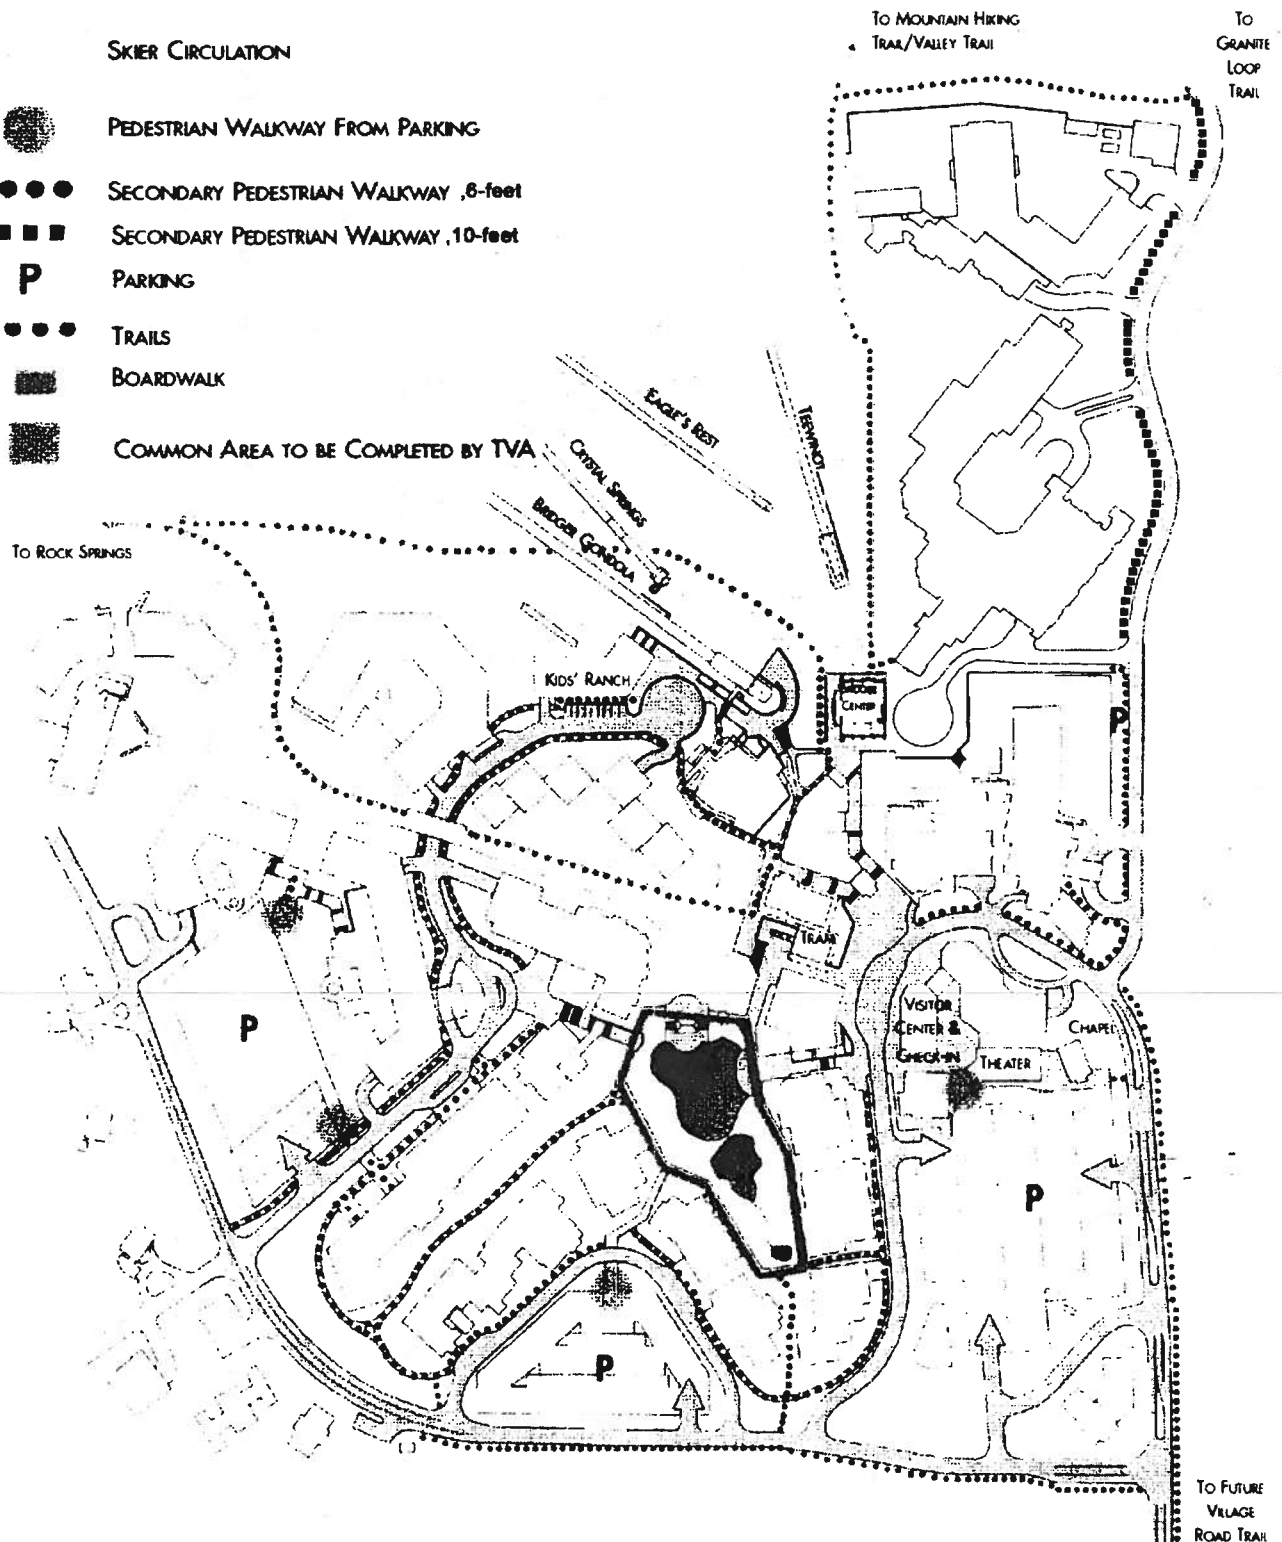 SKIER CIRCULATION
PEDESTRIAN WALKWAY FROM PARKING
SECONDARY PEDESTRIAN WALKWAY ,6-feet
SECONDARY PEDESTRIAN WALKWAY ,10-feet
P
PARKING
TRAILS
BOARDWALK
COMMON AREA TO BE COMPLETED BY TVA
TO MOUNTAIN HIKING
TRAIL/VALLEY TRAIL
TO
GRANITE
LOOP
TRAIL
EAGLE'S REST
TEEWINOT
CRYSTAL SPRINGS
BRIDGER GONDOLA
TO ROCK SPRINGS
KIDS' RANCH
BRIDGER
CENTER
P
TRAM
VISITOR
CENTER &
CHECK-IN
THEATER
CHAPEL
P
P
P
TO FUTURE
VILLAGE
ROAD TRAIL